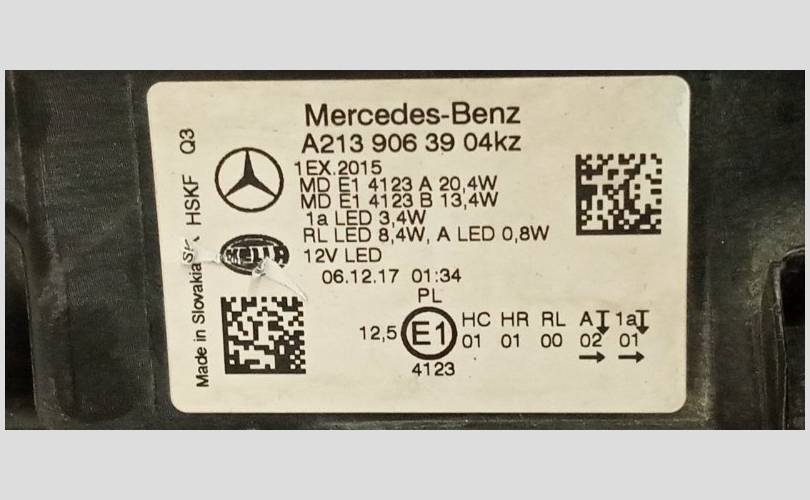 Mercedes-Benz
A213 906 39 04kz
1EX.2015
MD E1 4123 A 20,4W
MD E1 4123 B 13,4W
1a LED 3,4W
RL LED 8,4W, A LED 0,8W
12V LED
06.12.17 01:34
PL
12,5 E1 HC HR RL A 1a
01 01 00 02 01
4123
Made in Slovakia HSKF Q3